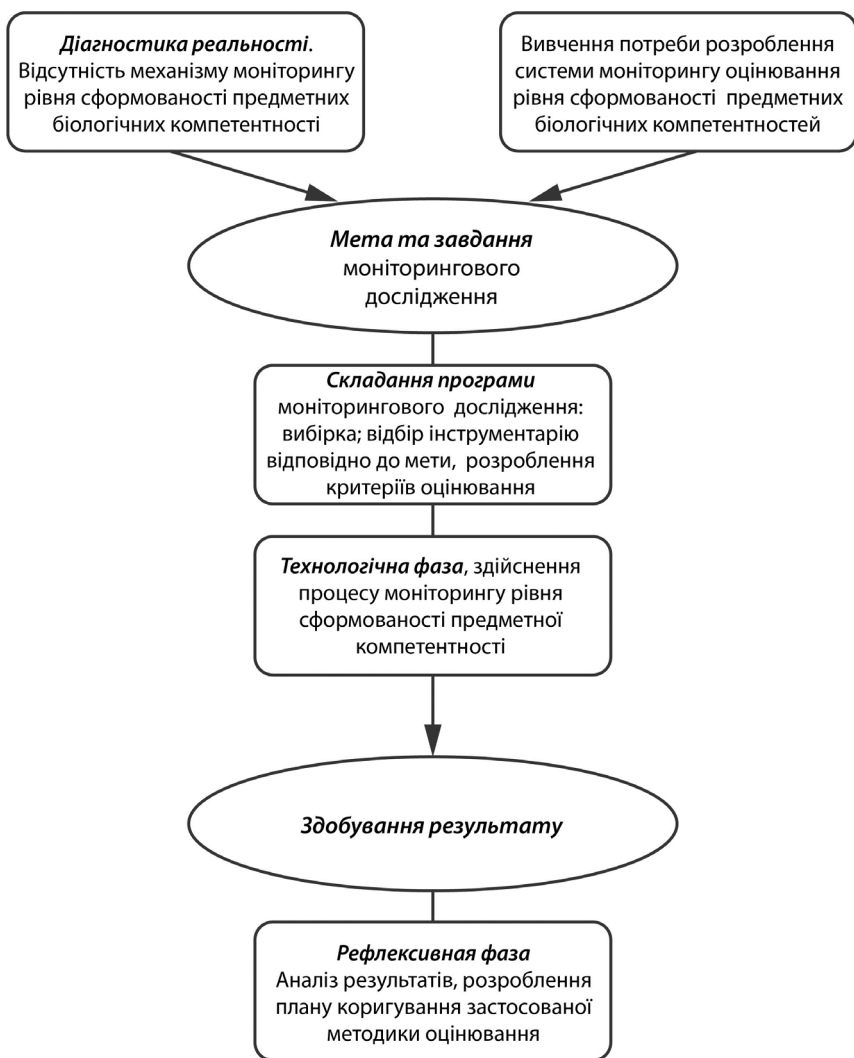 Діагностика реальності.
Відсутність механізму моніторингу
рівня сформованості предметних
біологічних компетентності
Вивчення потреби розроблення
системи моніторингу оцінювання
рівня сформованості предметних
біологічних компетентностей
Мета та завдання
моніторингового
дослідження
Складання програми
моніторингового дослідження:
вибірка; відбір інструментарію
відповідно до мети, розроблення
критеріїв оцінювання
Технологічна фаза, здійснення
процесу моніторингу рівня
сформованості предметної
компетентності
Здобування результату
Рефлексивная фаза
Аналіз результатів, розроблення
плану коригування застосованої
методики оцінювання